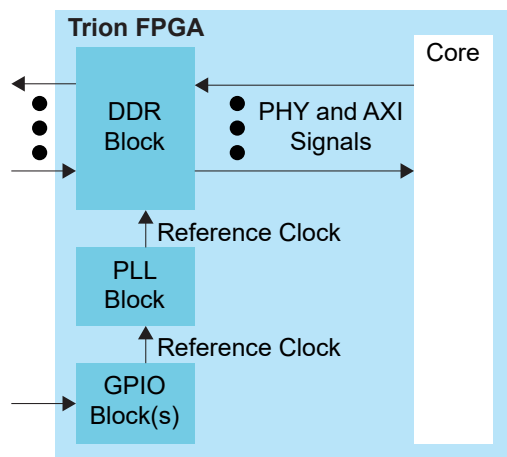 Trion FPGA
Core
DDR
Block
PHY and AXI
Signals
Reference Clock
PLL
Block
Reference Clock
GPIO
Block(s)